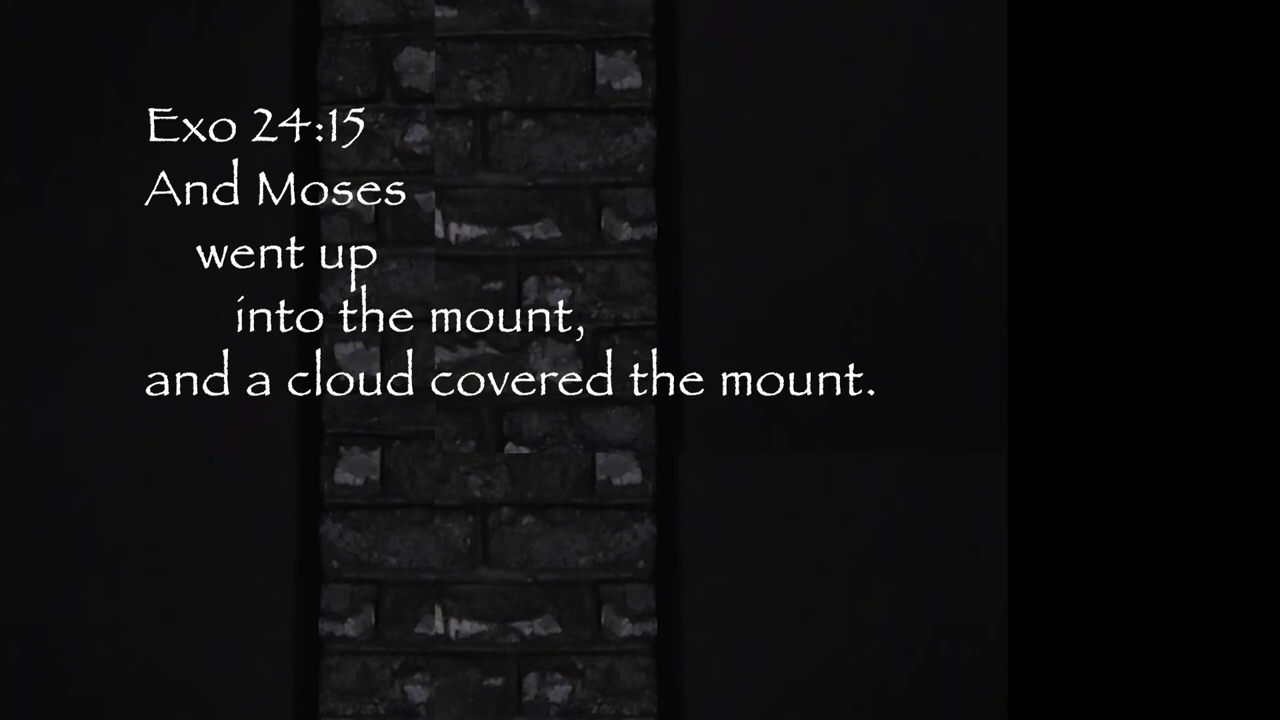 Exo 24:15
And Moses
went up
into the mount,
and a cloud covered the mount.